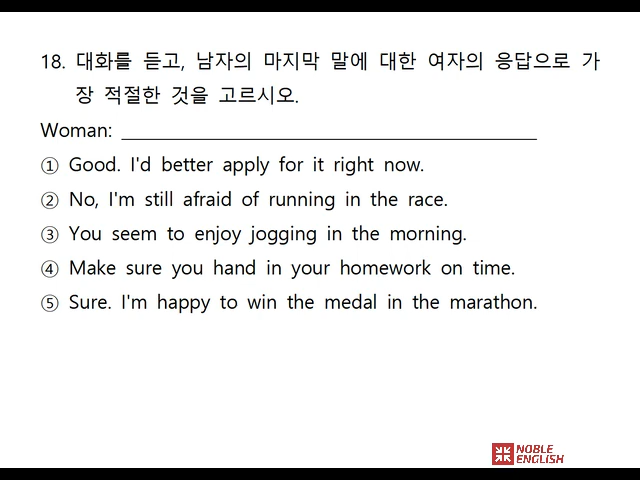 18. 대화를 듣고, 남자의 마지막 말에 대한 여자의 응답으로 가
장 적절한 것을 고르시오.
Woman: ________________________________________
① Good. I'd better apply for it right now.
② No, I'm still afraid of running in the race.
③ You seem to enjoy jogging in the morning.
④ Make sure you hand in your homework on time.
⑤ Sure. I'm happy to win the medal in the marathon.
NOBLE
ENGLISH